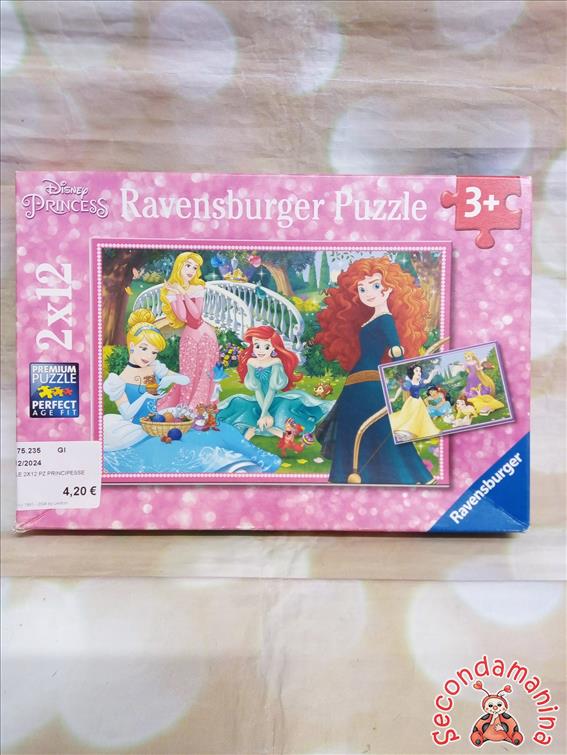 Disney
PRINCESS
Ravensburger Puzzle
3+
2x12
PREMIUM
PUZZLE
PERFECT
AGE FIT
75.235 GI
2/2024
LE 2X12 PZ PRINCIPESSE
4,20 €
Ravensburger
Secondamanina